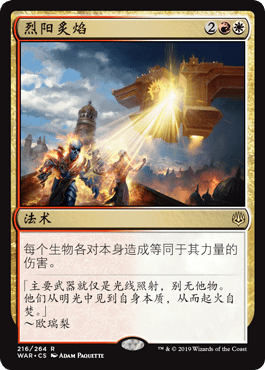 烈阳炙焰 2
法术
每个生物各对本身造成等同于其力量的
伤害。
「主要武器就仅是光线照射，别无他物。
他们从明光中见到自身本质，从而起火自
焚。」
～欧瑞梨
216/264 R
WAR • CS ADAM PAQUETTE
™ & © 2019 Wizards of the Coast